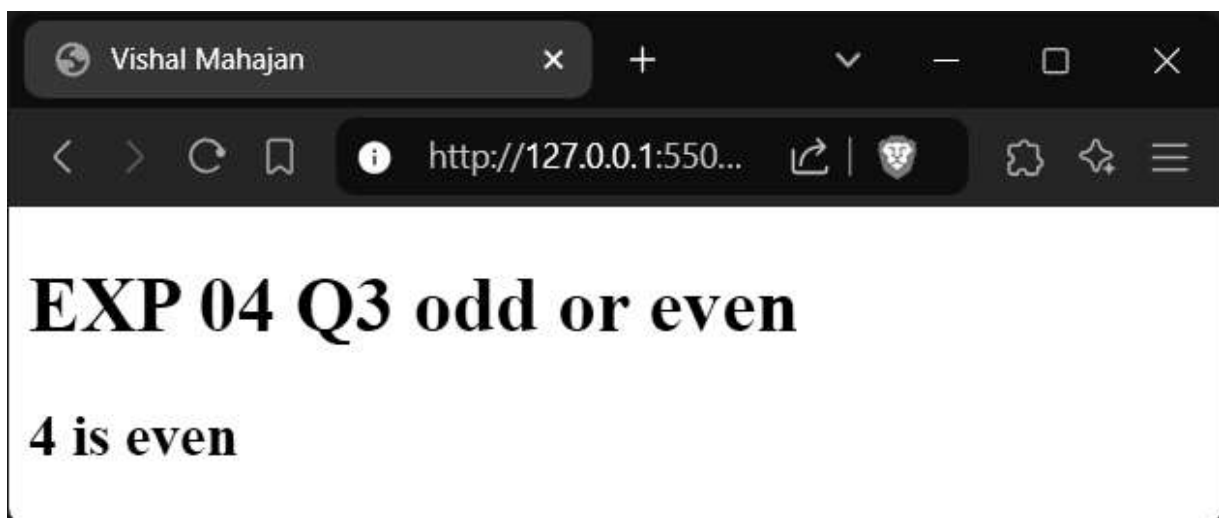 Vishal Mahajan
http://127.0.0.1:550...
EXP 04 Q3 odd or even
4 is even